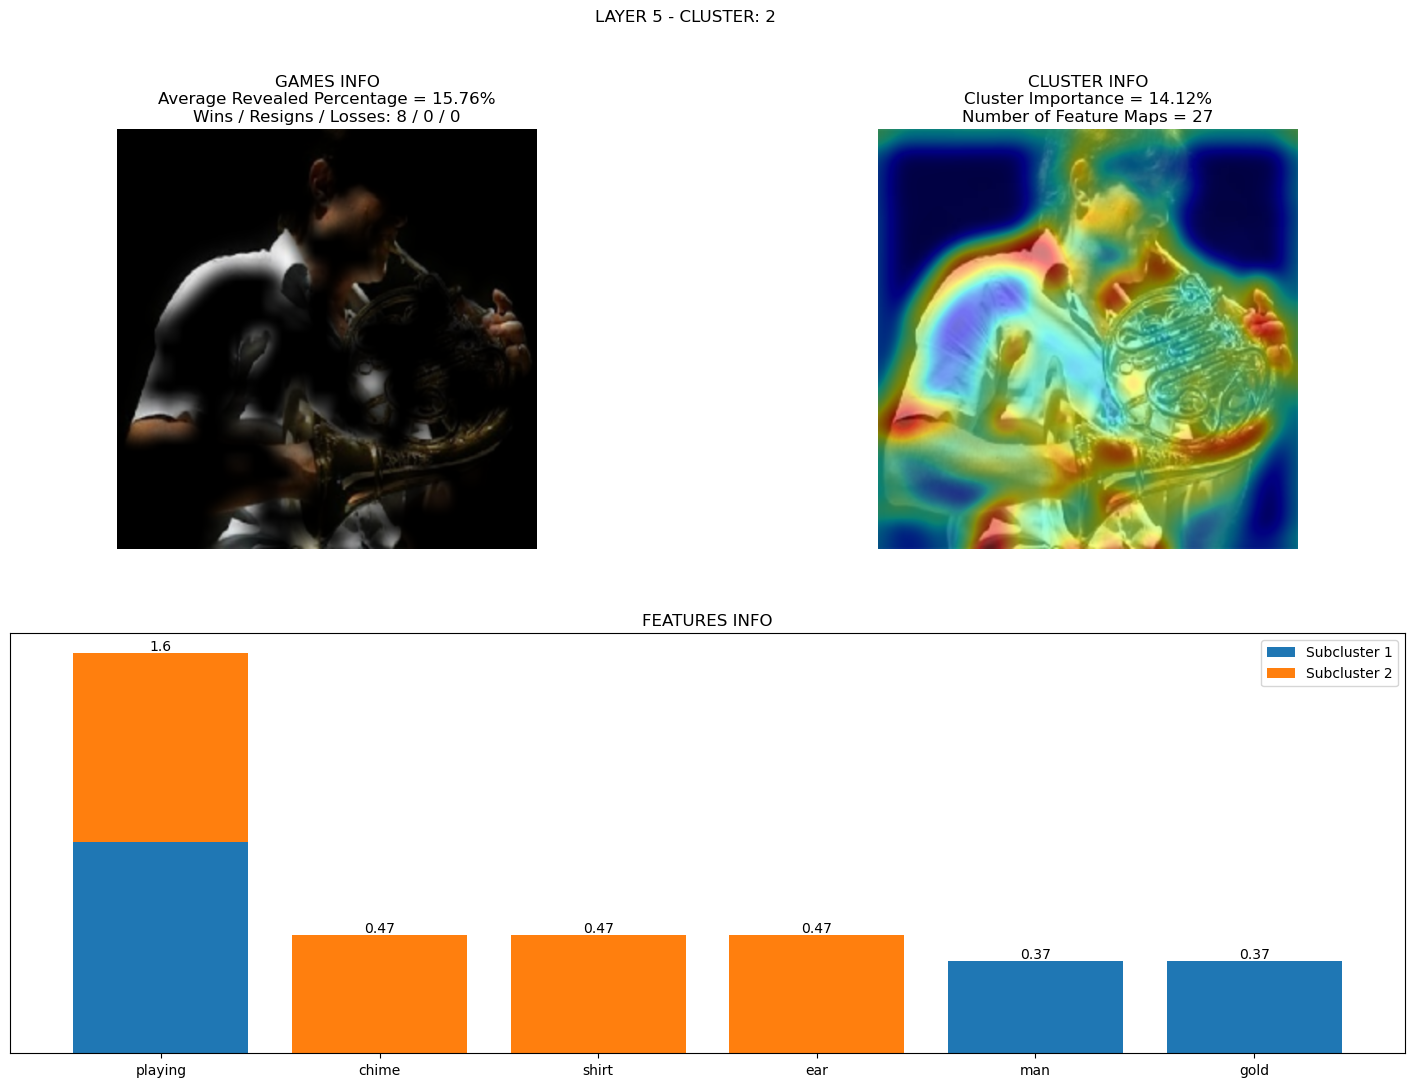 LAYER 5 - CLUSTER: 2
GAMES INFO
Average Revealed Percentage = 15.76%
Wins / Resigns / Losses: 8 / 0 / 0
CLUSTER INFO
Cluster Importance = 14.12%
Number of Feature Maps = 27
FEATURES INFO
Subcluster 1
Subcluster 2
1.6
0.47
0.47
0.47
0.37
0.37
playing
chime
shirt
ear
man
gold